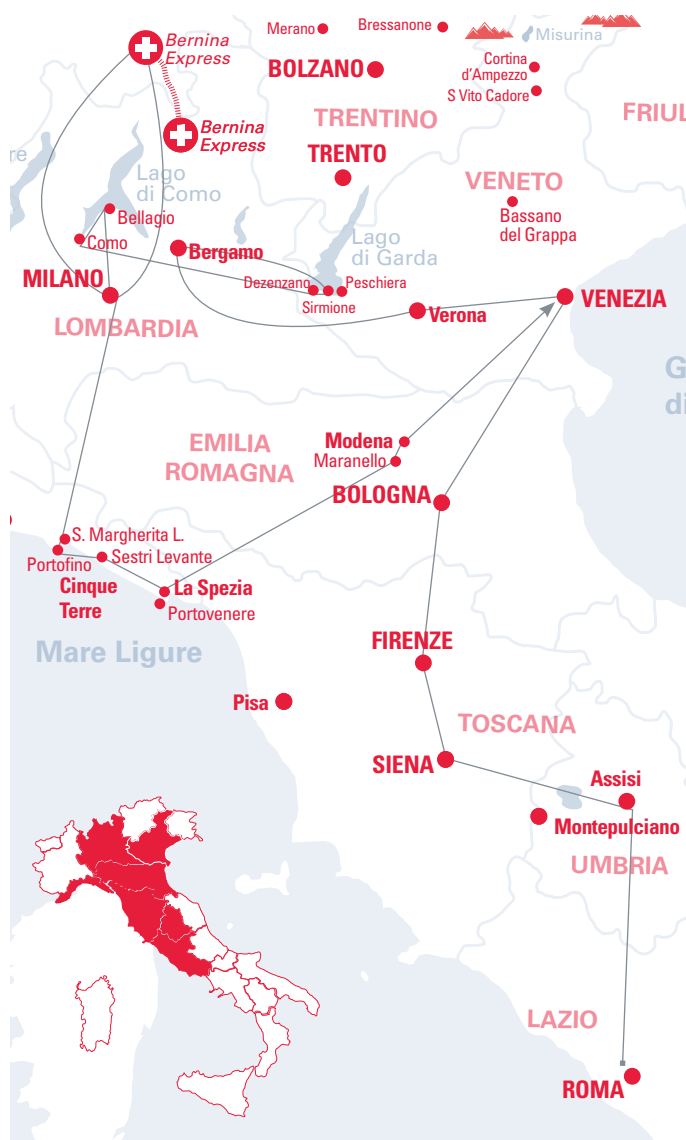 Bernina
Express
Merano
Bressanone
Misurina
BOLZANO
Cortina
d'Ampezzo
S Vito Cadore
TRENTINO
FRIUL
Bernina
Express
re
TRENTO
Lago
di Como
VENETO
Bellagio
Bassano
del Grappa
Como
Bergamo
Lago
di Garda
MILANO
Dezenzano
Peschiera
Sirmione
VENEZIA
Verona
LOMBARDIA
G
di
EMILIA
ROMAGNA
Modena
Maranello
BOLOGNA
S. Margherita L.
Portofino
Sestri Levante
Cinque
Terre
La Spezia
Portovenere
Mare Ligure
FIRENZE
Pisa
TOSCANA
SIENA
Assisi
Montepulciano
UMBRIA
LAZIO
ROMA